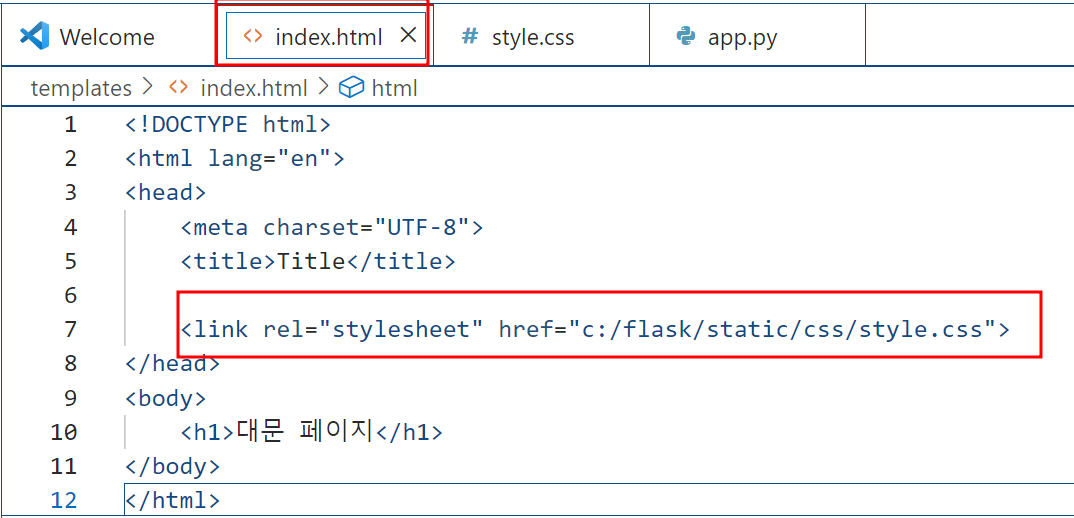 Welcome index.html style.css app.py
templates > index.html > html
1 <!DOCTYPE html>
2 <html lang="en">
3 <head>
4 <meta charset="UTF-8">
5 <title>Title</title>
6
7 <link rel="stylesheet" href="c:/flask/static/css/style.css">
8 </head>
9 <body>
10 <h1>대문 페이지</h1>
11 </body>
12 </html>